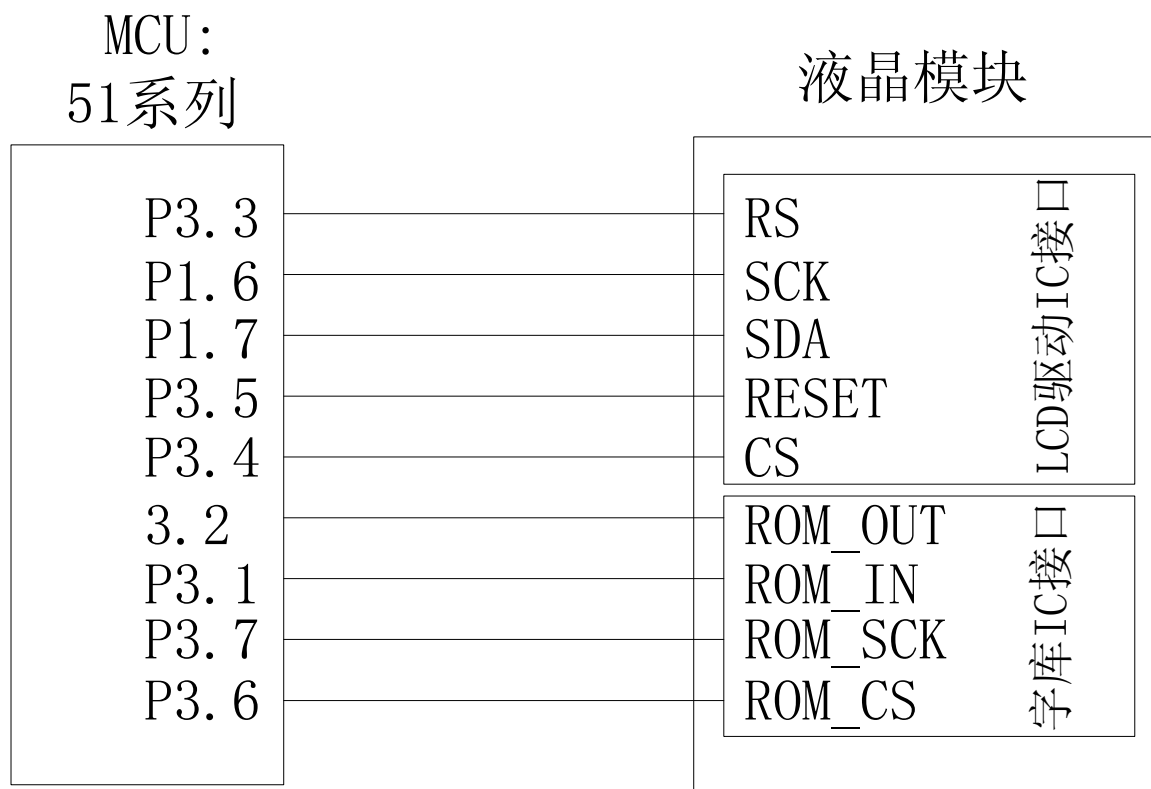 MCU:
51系列
液晶模块
P3.3
RS
P1.6
SCK
P1.7
SDA
P3.5
RESET
P3.4
CS
LCD驱动IC接口
3.2
ROM_OUT
P3.1
ROM_IN
P3.7
ROM_SCK
P3.6
ROM_CS
字库IC接口